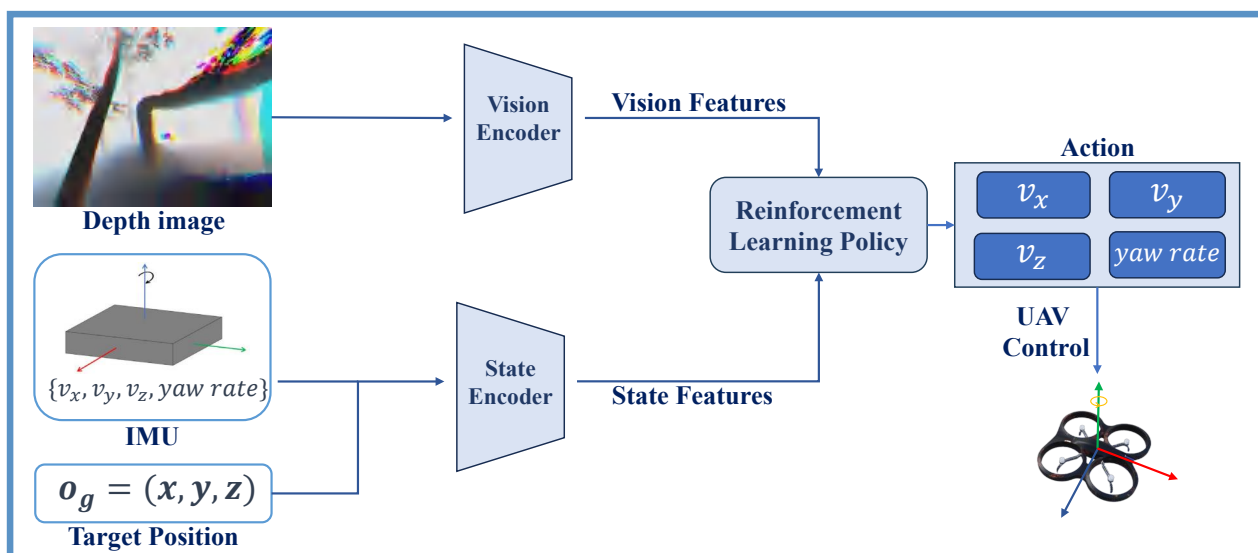 Depth image
{v_x, v_y, v_z, yaw rate}
IMU
o_g = (x, y, z)
Target Position
Vision
Encoder
Vision Features
State
Encoder
State Features
Reinforcement
Learning Policy
Action
v_x
v_y
v_z
yaw rate
UAV
Control